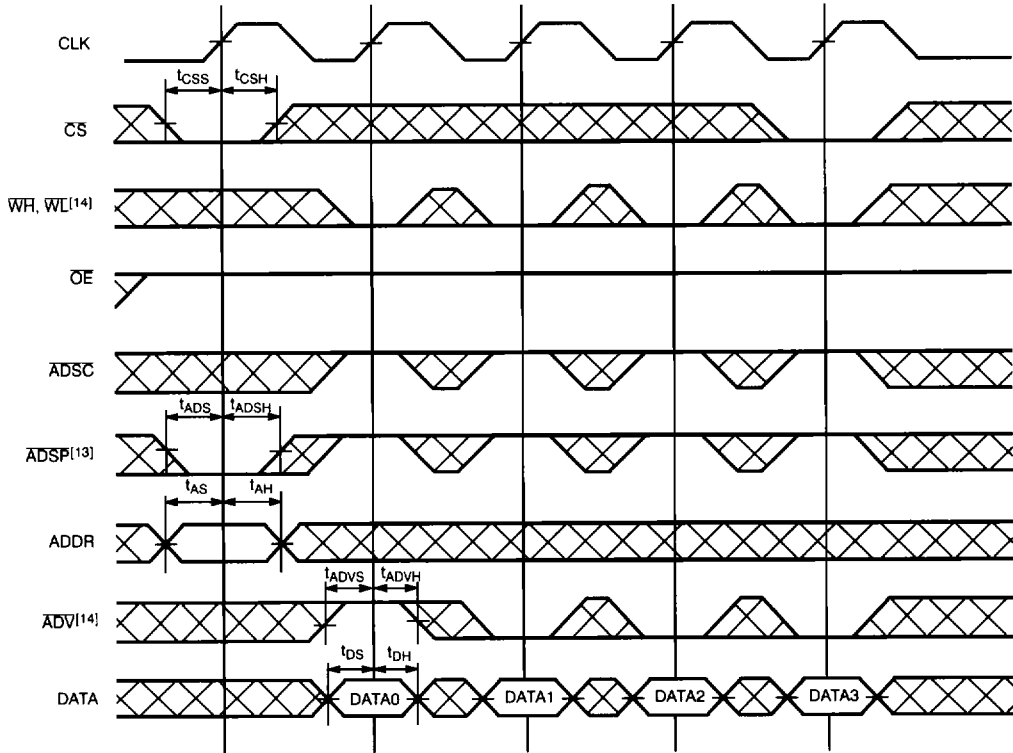 CLK
tCSS tCSH
CS
WH, WL[14]
OE
ADSC
tADS tADSH
ADSP[13]
tAS tAH
ADDR
tADVS tADVH
ADV[14]
tDS tDH
DATA DATA0 DATA1 DATA2 DATA3